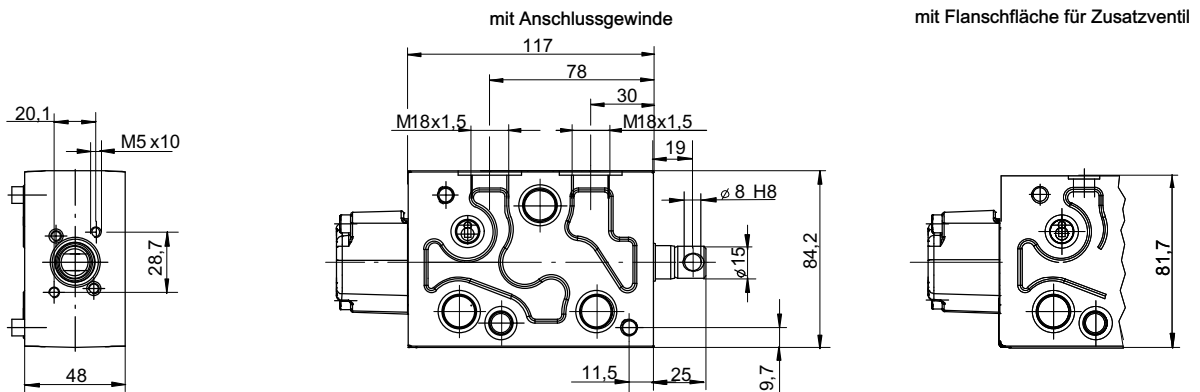 mit Anschlussgewinde
mit Flanschfläche für Zusatzventil
117
78
30
20,1
M18x1,5
M18x1,5
M5 x10
19
⌀ 8 H8
28,7
⌀15
84,2
81,7
48
11,5
25
9,7